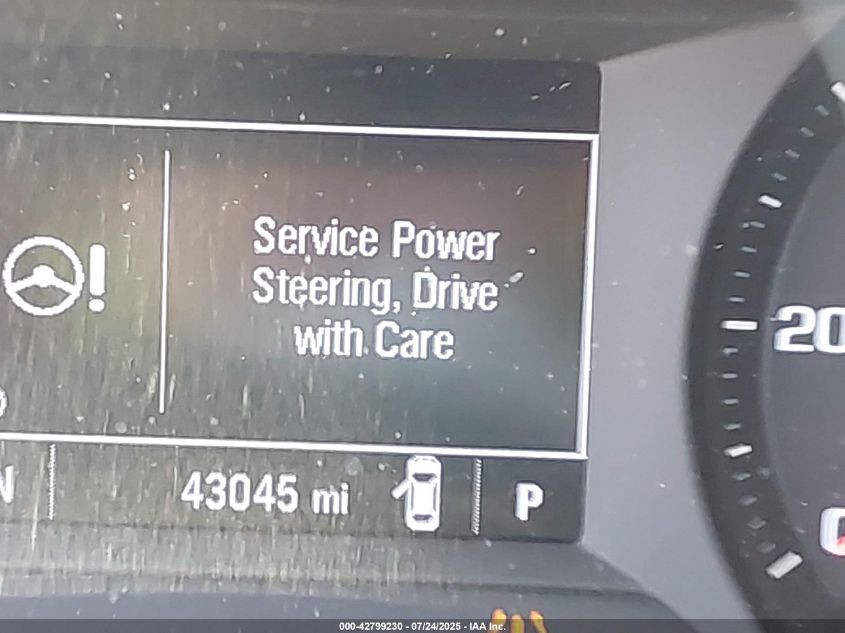 Service Power
Steering, Drive
with Care
20
N
43045 mi
P
000-42799230 - 07/24/2025 - IAA Inc.